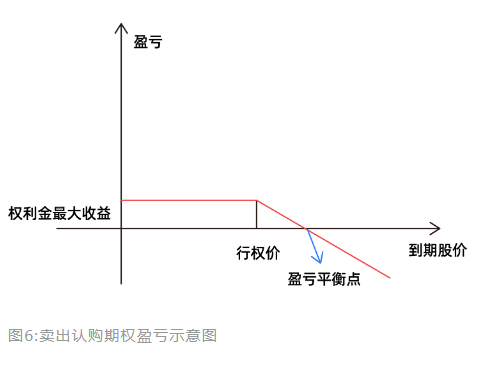 盈亏
权利金最大收益
行权价
到期股价
盈亏平衡点
图6:卖出认购期权盈亏示意图